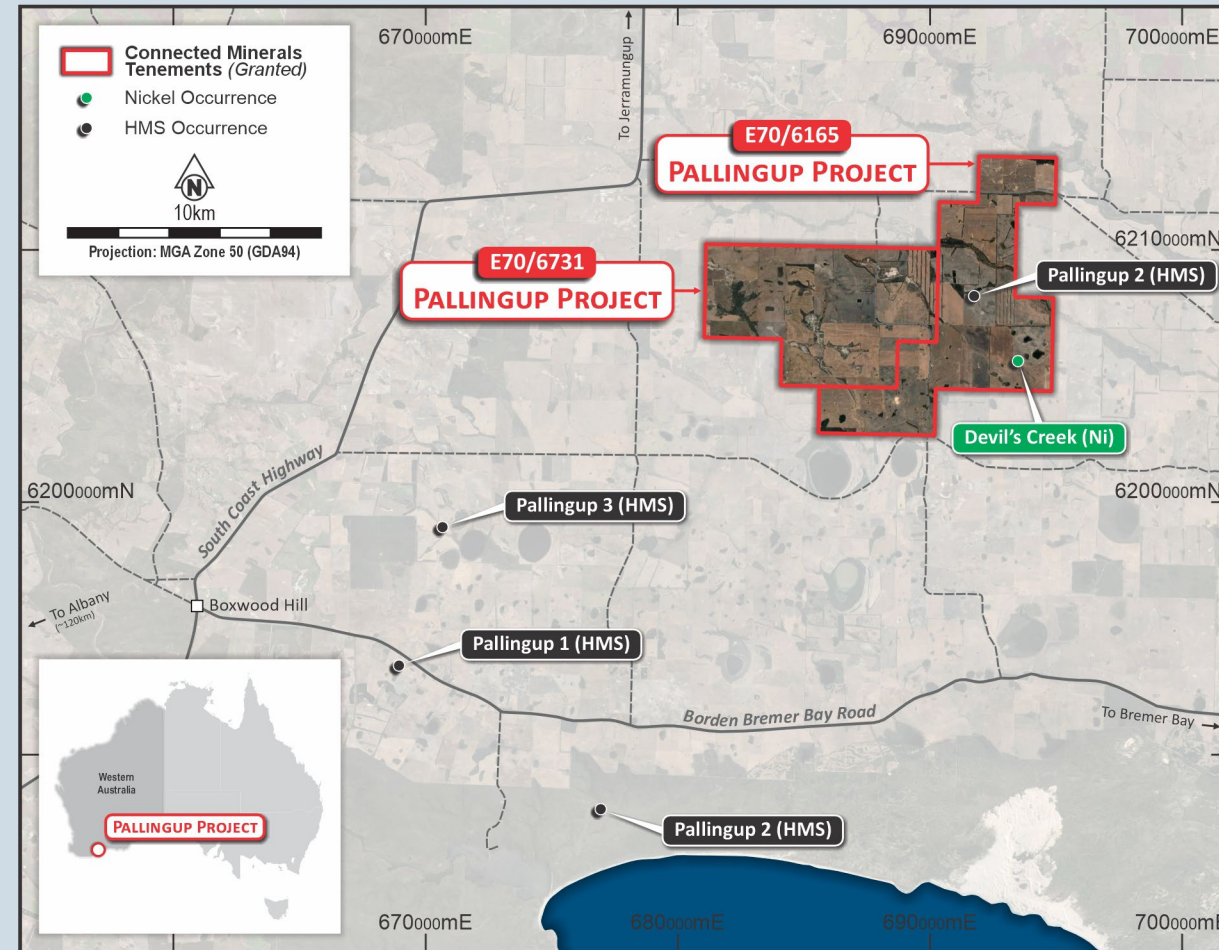 670000mE
690000mE
700000mE
Connected Minerals
Tenements (Granted)
Nickel Occurrence
HMS Occurrence
N
10km
Projection: MGA Zone 50 (GDA94)
To Jerramungup
E70/6165
PALLINGUP PROJECT
6210000mN
Pallingup 2 (HMS)
E70/6731
PALLINGUP PROJECT
Devil's Creek (Ni)
South Coast Highway
6200000mN
6200000mN
Pallingup 3 (HMS)
Boxwood Hill
To Albany
(~120km)
Pallingup 1 (HMS)
Borden Bremer Bay Road
To Bremer Bay
Western
Australia
PALLINGUP PROJECT
Pallingup 2 (HMS)
670000mE
680000mE
690000mE